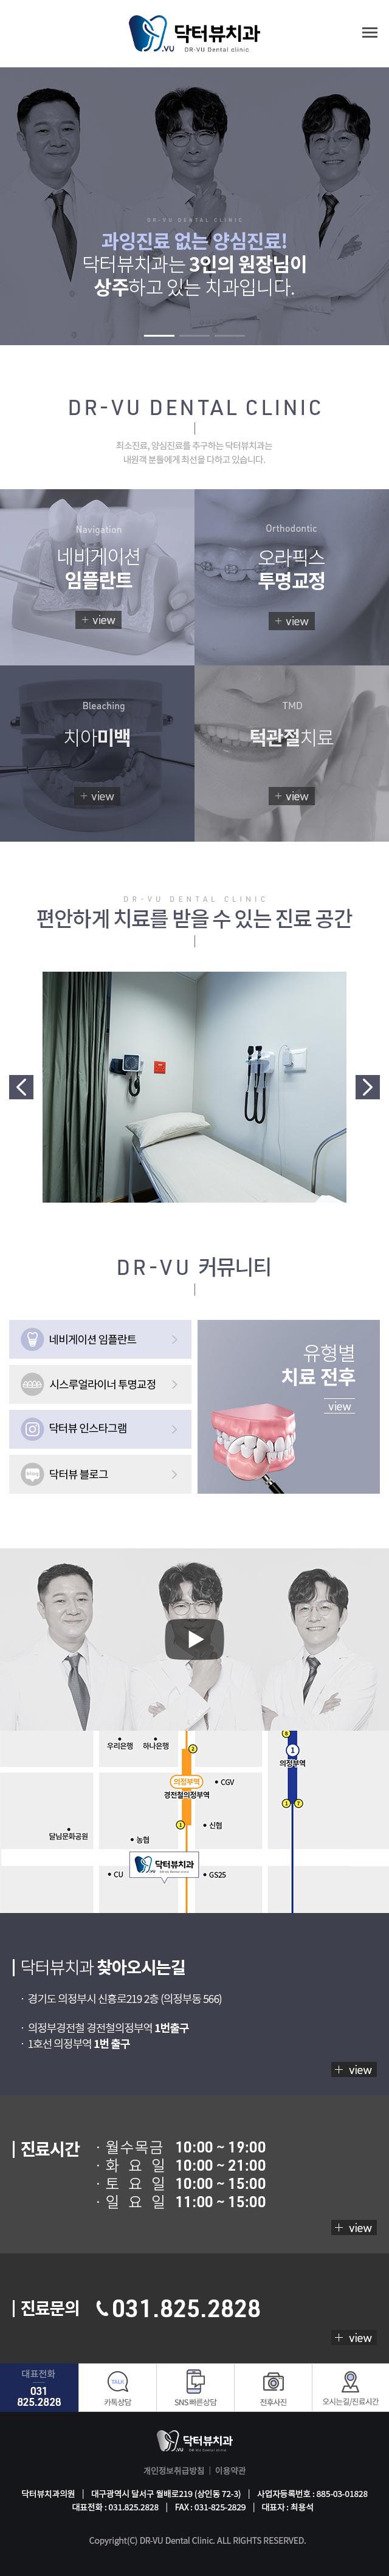 닥터뷰치과
.VU DR-VU Dental clinic
DR-VU DENTAL CLINIC
과잉진료 없는 양심진료!
닥터뷰치과는 3인의 원장님이
상주하고 있는 치과입니다.
DR-VU DENTAL CLINIC
최소진료, 양심진료를 추구하는 닥터뷰치과는
내원객 분들에게 최선을 다하고 있습니다.
Navigation
네비게이션
임플란트
+ view
Orthodontic
오라픽스
투명교정
+ view
Bleaching
치아미백
+ view
TMD
턱관절치료
+ view
DR-VU DENTAL CLINIC
편안하게 치료를 받을 수 있는 진료 공간
DR-VU 커뮤니티
네비게이션 임플란트
시스루얼라이너 투명교정
닥터뷰 인스타그램
닥터뷰 블로그
유형별
치료 전후
view
우리은행 하나은행
2
의정부역
경전철의정부역
CGV
6
1
의정부역
1 7
1
신협
달님문화공원
농협
CU
닥터뷰치과
GS25
닥터뷰치과 찾아오시는길
· 경기도 의정부시 신흥로219 2층 (의정부동 566)
· 의정부경전철 경전철의정부역 1번출구
· 1호선 의정부역 1번 출구
+ view
진료시간
· 월수목금 10:00 ~ 19:00
· 화 요 일 10:00 ~ 21:00
· 토 요 일 10:00 ~ 15:00
· 일 요 일 11:00 ~ 15:00
+ view
진료문의 031.825.2828
+ view
대표전화
031
825.2828
TALK
카톡상담
SNS빠른상담
전후사진
오시는길/진료시간
닥터뷰치과
.VU DR-VU Dental clinic
개인정보취급방침 | 이용약관
닥터뷰치과의원 | 대구광역시 달서구 월배로219 (상인동 72-3) | 사업자등록번호 : 885-03-01828
대표전화 : 031.825.2828 | FAX : 031-825-2829 | 대표자 : 최용석
Copyright(C) DR-VU Dental Clinic. ALL RIGHTS RESERVED.